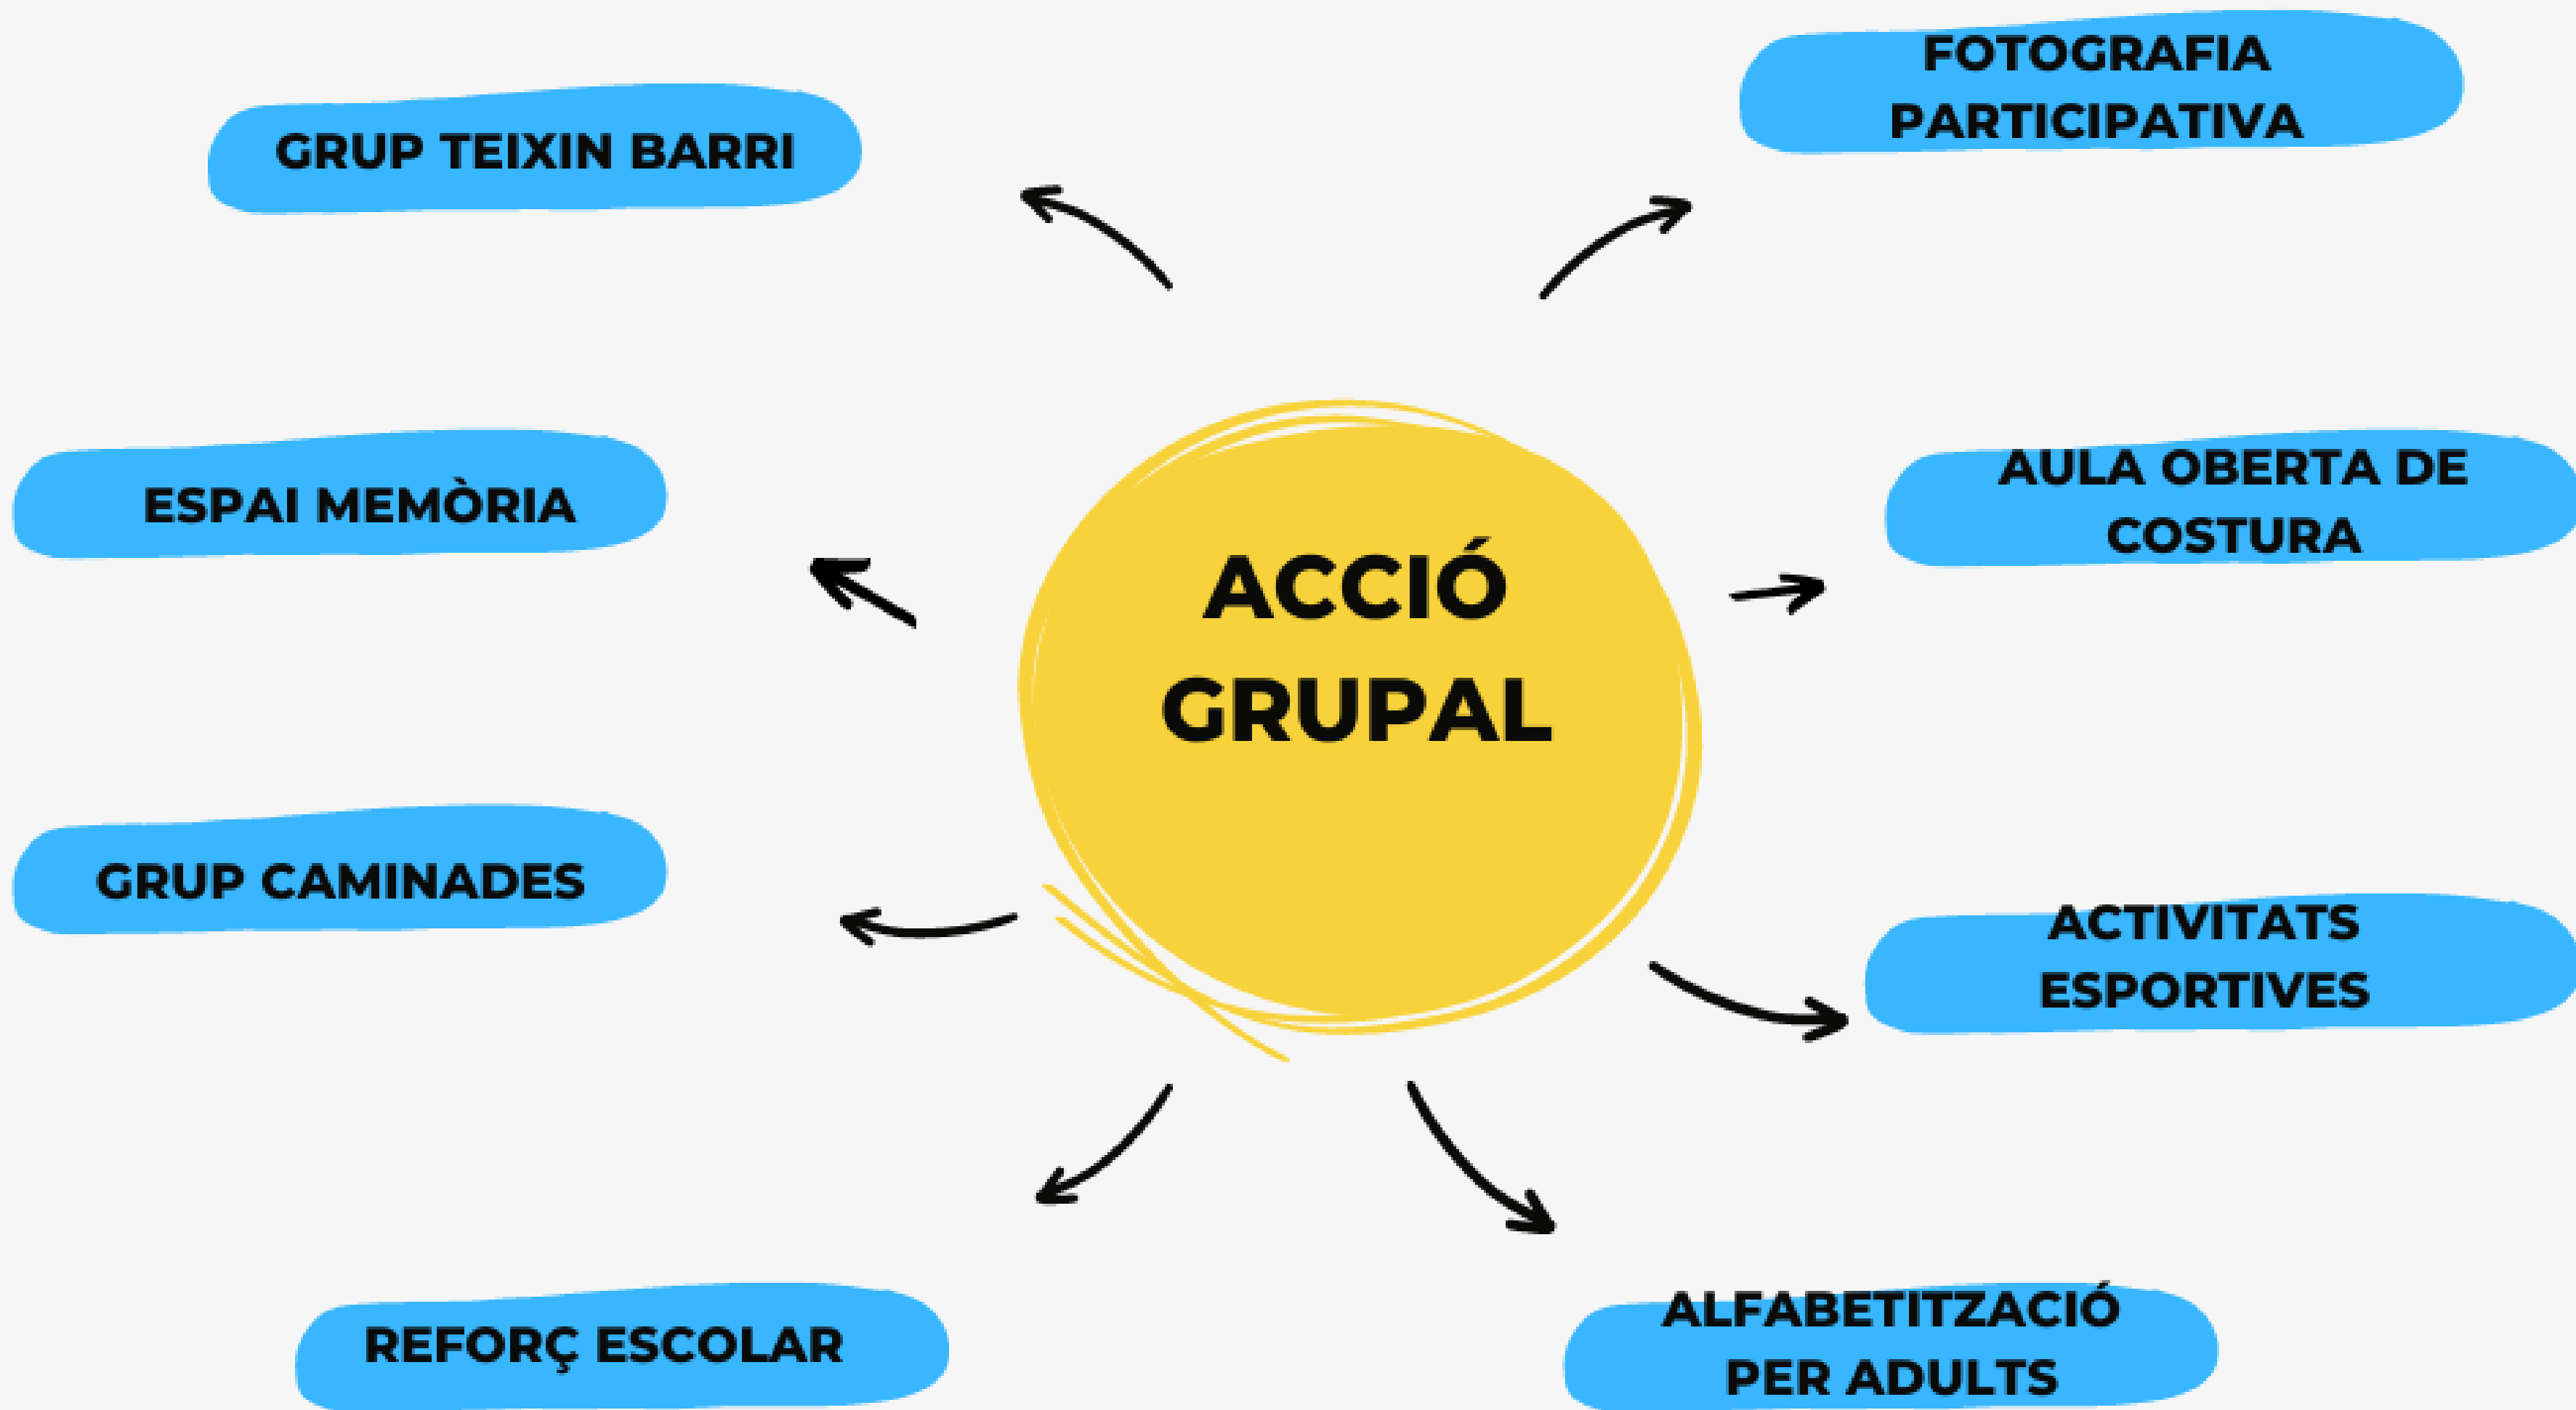 FOTOGRAFIA
PARTICIPATIVA
GRUP TEIXIN BARRI
AULA OBERTA DE
COSTURA
ESPAI MEMÒRIA
ACCIÓ
GRUPAL
GRUP CAMINADES
ACTIVITATS
ESPORTIVES
REFORÇ ESCOLAR
ALFABETITZACIÓ
PER ADULTS